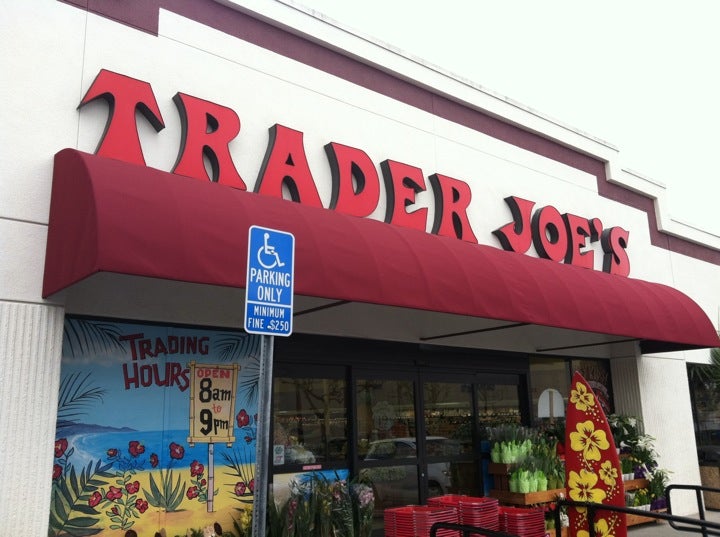 TRADER JOE'S
PARKING
ONLY
MINIMUM
FINE $250
TRADING
HOURS
OPEN
8am
to
9pm